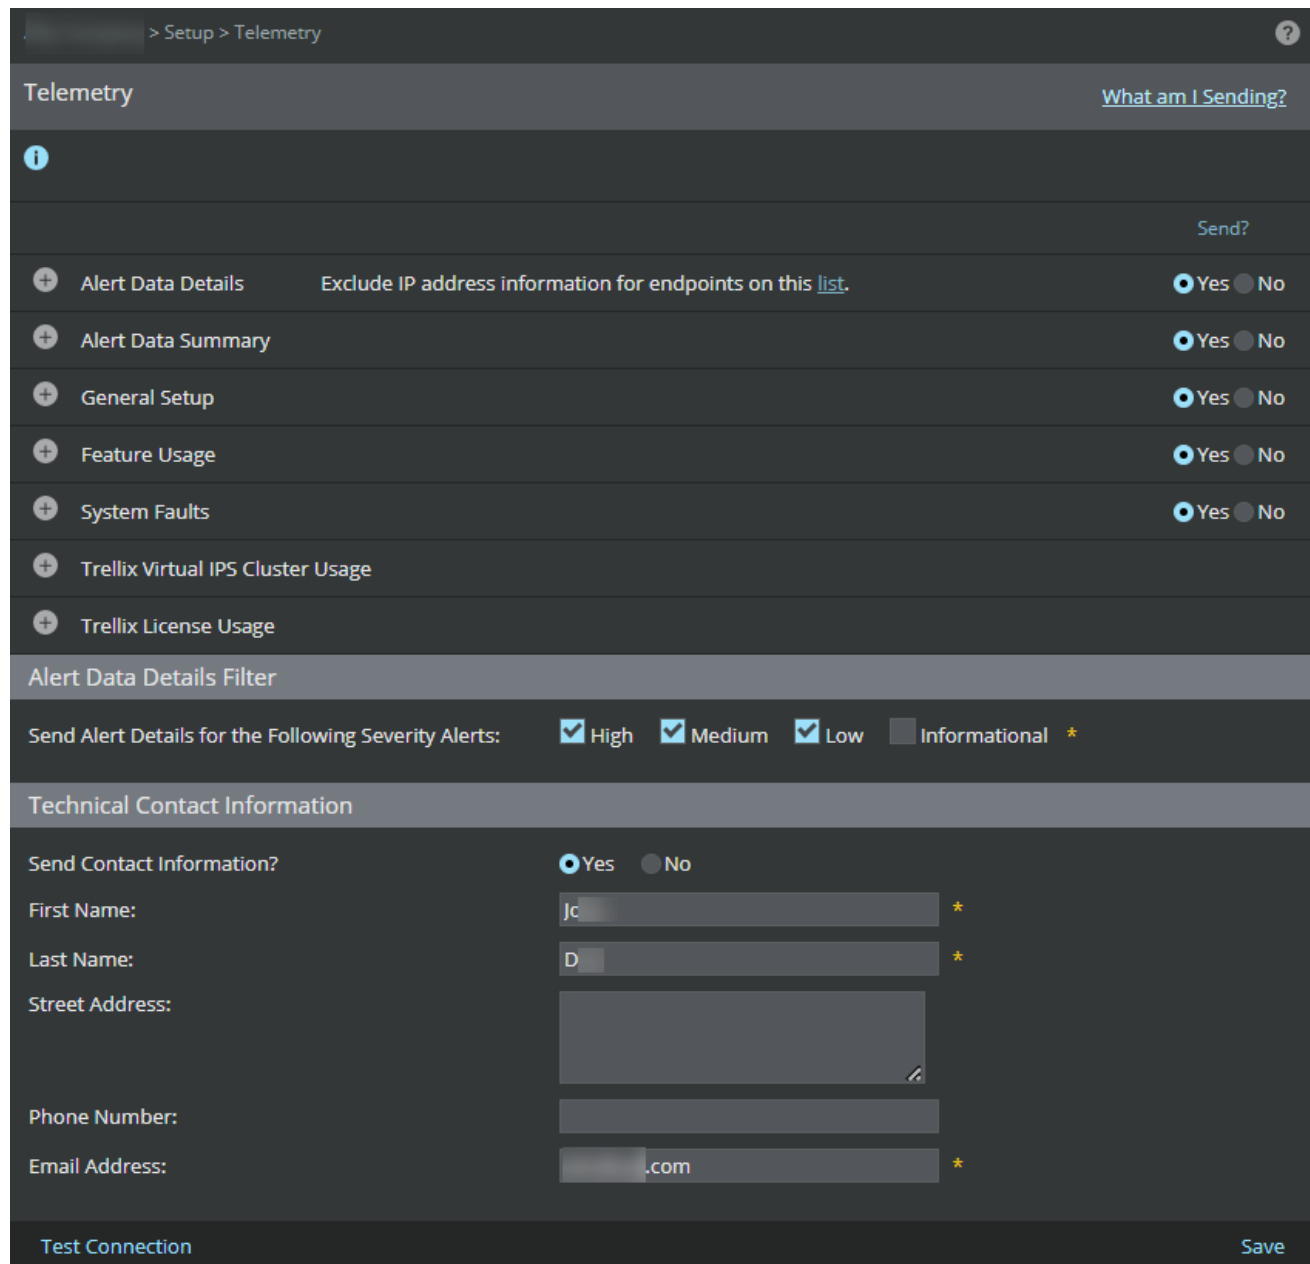 > Setup > Telemetry
Telemetry What am I Sending?
Send?
Alert Data Details Exclude IP address information for endpoints on this list. Yes No
Alert Data Summary Yes No
General Setup Yes No
Feature Usage Yes No
System Faults Yes No
Trellix Virtual IPS Cluster Usage
Trellix License Usage
Alert Data Details Filter
Send Alert Details for the Following Severity Alerts: High Medium Low Informational *
Technical Contact Information
Send Contact Information? Yes No
First Name: *
Last Name: *
Street Address:
Phone Number:
Email Address: .com *
Test Connection Save